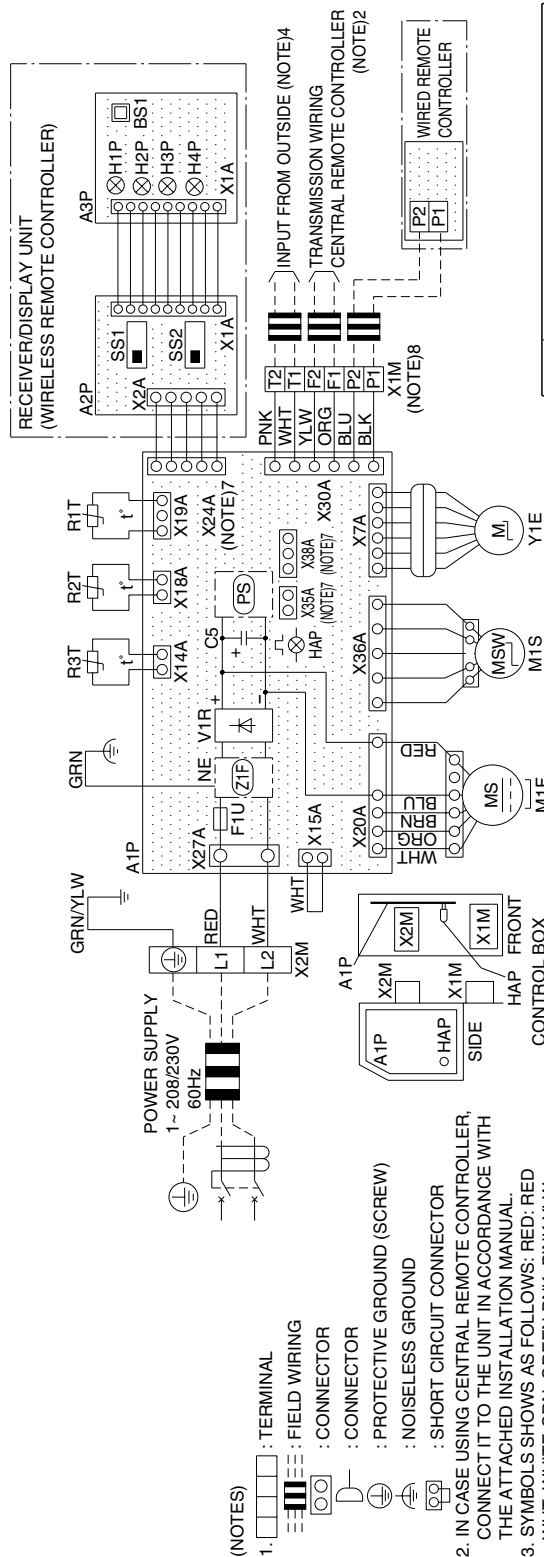 RECEIVER/DISPLAY UNIT
(WIRELESS REMOTE CONTROLLER)
A2P
X2A
SS1
SS2
X1A
A3P
BS1
H1P
H2P
H3P
H4P
X1A
R3T
t°
X14A
R2T
t°
X18A
R1T
t°
X19A
X24A
(NOTE)7
GRN/YLW
GRN
POWER SUPPLY
1~ 208/230V
60Hz
L1
L2
X2M
RED
WHT
A1P
X27A
F1U
NE
Z1F
V1R
+
−
C5
+
PS
HAP
X35A
(NOTE)7
X38A
(NOTE)7
X15A
WHT
X30A
PNK
WHT
YLW
ORG
BLU
BLK
T2
T1
F2
F1
P2
P1
X1M
(NOTE)8
INPUT FROM OUTSIDE (NOTE)4
TRANSMISSION WIRING
CENTRAL REMOTE CONTROLLER
(NOTE)2
WIRED REMOTE
CONTROLLER
P2
P1
X20A
WHT
ORG
BRN
BLU
RED
MS
M1F
X36A
MSW
M1S
X7A
M
Y1E
A1P
HAP
SIDE
X2M
X1M
A1P
HAP
X2M
X1M
FRONT
CONTROL BOX
(NOTES)
1.
: TERMINAL
: FIELD WIRING
: CONNECTOR
: CONNECTOR
: PROTECTIVE GROUND (SCREW)
: NOISELESS GROUND
: SHORT CIRCUIT CONNECTOR
2. IN CASE USING CENTRAL REMOTE CONTROLLER,
CONNECT IT TO THE UNIT IN ACCORDANCE WITH
THE ATTACHED INSTALLATION MANUAL.
3. SYMBOLS SHOWS AS FOLLOWS: RED: RED